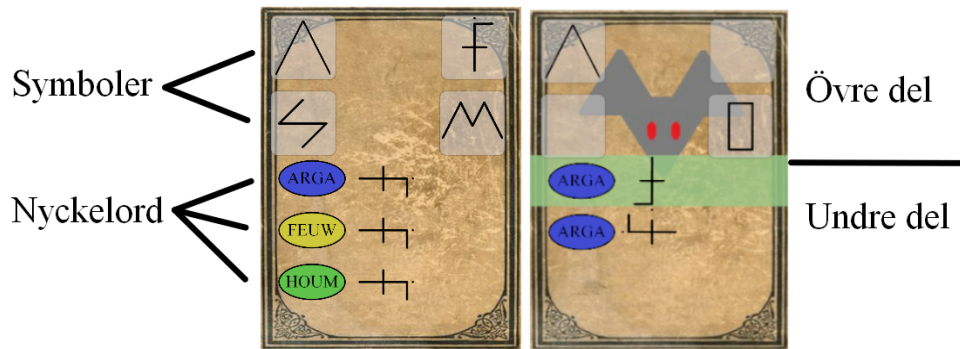 Symboler
Övre del
ARGA
ARGA
Nyckelord
FEUW
ARGA
Undre del
HOUM